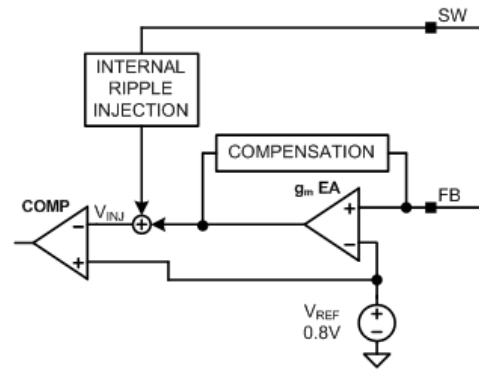 SW
INTERNAL
RIPPLE
INJECTION
COMPENSATION
gm EA
FB
COMP
VINJ
+
+
−
−
+
VREF
0.8V
+
−